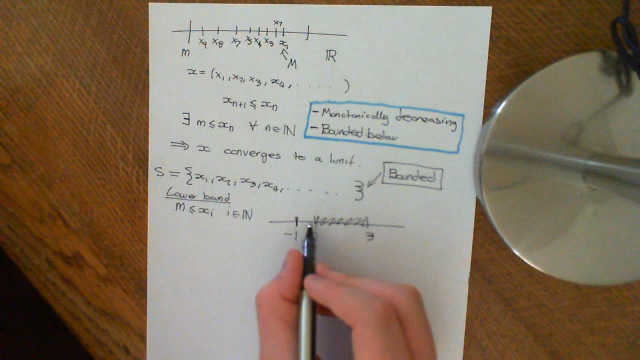 x₂
x₉ x₈ x₇ x₅ x₄ x₃ x₁
m M ℝ
x = (x₁, x₂, x₃, x₄, . . . . . )
xₙ₊₁ ≤ xₙ
∃ m ≤ xₙ ∀ n ∈ ℕ
- Monotonically decreasing
- Bounded below
⇒ x converges to a limit.
S = {x₁, x₂, x₃, x₄, . . . . . . }
Bounded
Lower bound
m ≤ xᵢ i ∈ ℕ
-1 3